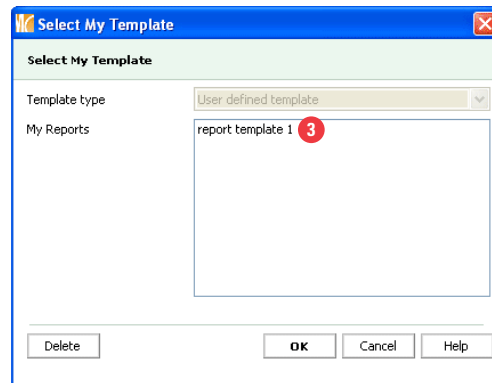 Select My Template
Select My Template
Template type User defined template
My Reports report template 1 3
Delete OK Cancel Help